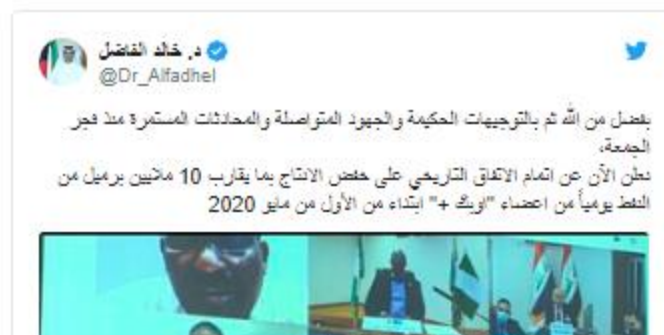 د. خالد الفاضل
@Dr_Alfadhel
بفضل من الله ثم بالتوجيهات الحكيمة والجهود المتواصلة والمحادثات المستمرة منذ فجر
الجمعة،
نعلن الآن عن اتمام الاتفاق التاريخي على خفض الانتاج بما يقارب 10 ملايين برميل من
النفط يومياً من اعضاء "اوبك +" ابتداء من الأول من مايو 2020